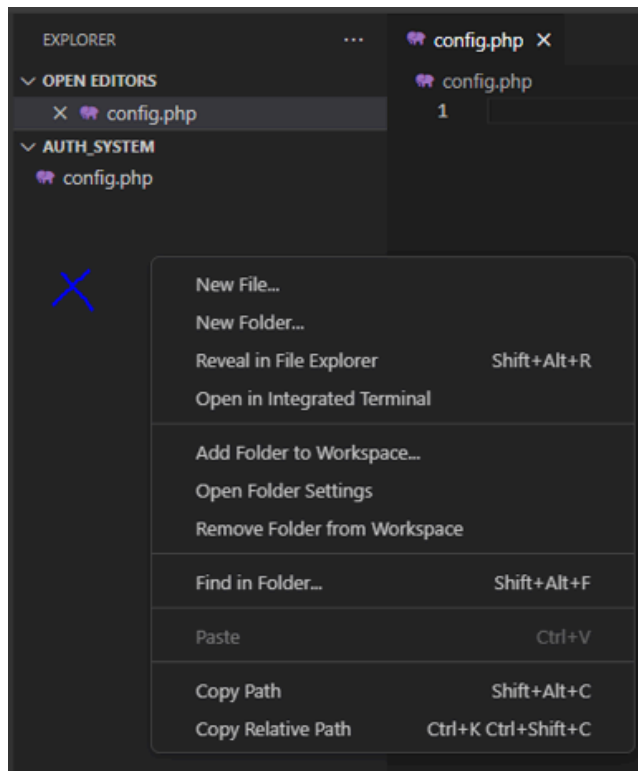 EXPLORER ...
config.php
OPEN EDITORS
config.php
config.php
1
AUTH_SYSTEM
config.php
New File...
New Folder...
Reveal in File Explorer Shift+Alt+R
Open in Integrated Terminal
Add Folder to Workspace...
Open Folder Settings
Remove Folder from Workspace
Find in Folder... Shift+Alt+F
Paste Ctrl+V
Copy Path Shift+Alt+C
Copy Relative Path Ctrl+K Ctrl+Shift+C